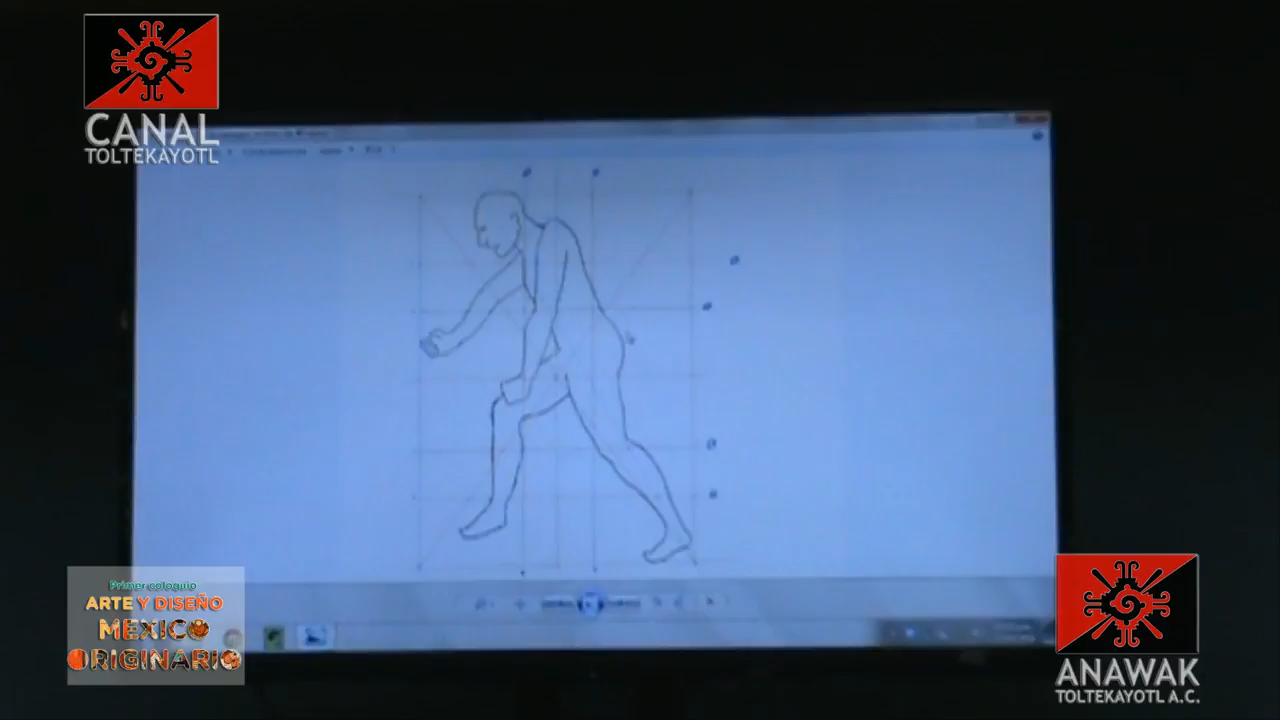 CANAL
TOLTEKAYOTL
Primer coloquio
ARTE Y DISEÑO
MEXICO
ORIGINARIO
ANAWAK
TOLTEKAYOTL A.C.